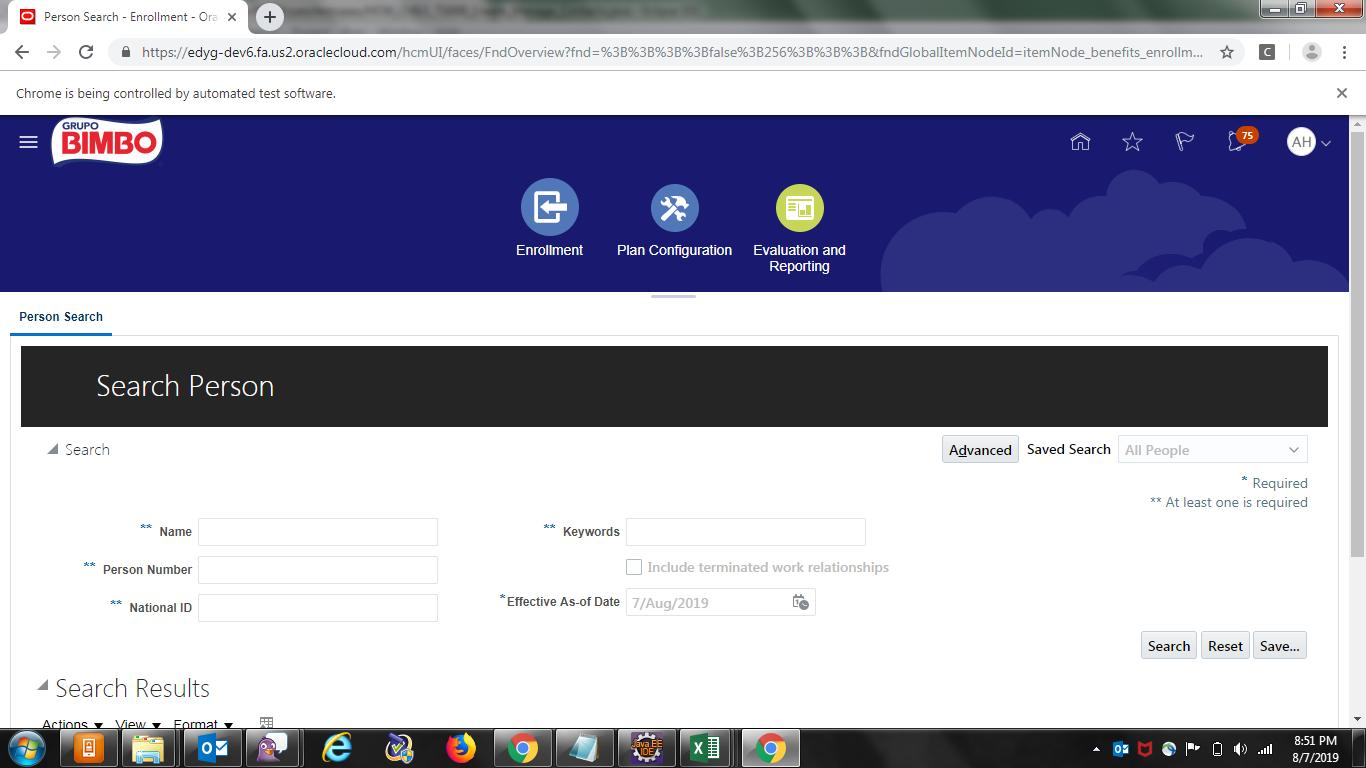 Person Search - Enrollment - Ora
https://edyg-dev6.fa.us2.oraclecloud.com/hcmUI/faces/FndOverview?fnd=%3B%3B%3B%3Bfalse%3B256%3B%3B%3B&fndGlobalItemNodeId=itemNode_benefits_enrollm...
C
Chrome is being controlled by automated test software.
GRUPO
BIMBO
75
AH
Enrollment
Plan Configuration
Evaluation and
Reporting
Person Search
Search Person
Search
Advanced
Saved Search
All People
* Required
** At least one is required
** Name
** Keywords
** Person Number
Include terminated work relationships
** National ID
*Effective As-of Date
7/Aug/2019
Search
Reset
Save...
Search Results
Actions
View
Format
Java EE
IDE
8:51 PM
8/7/2019